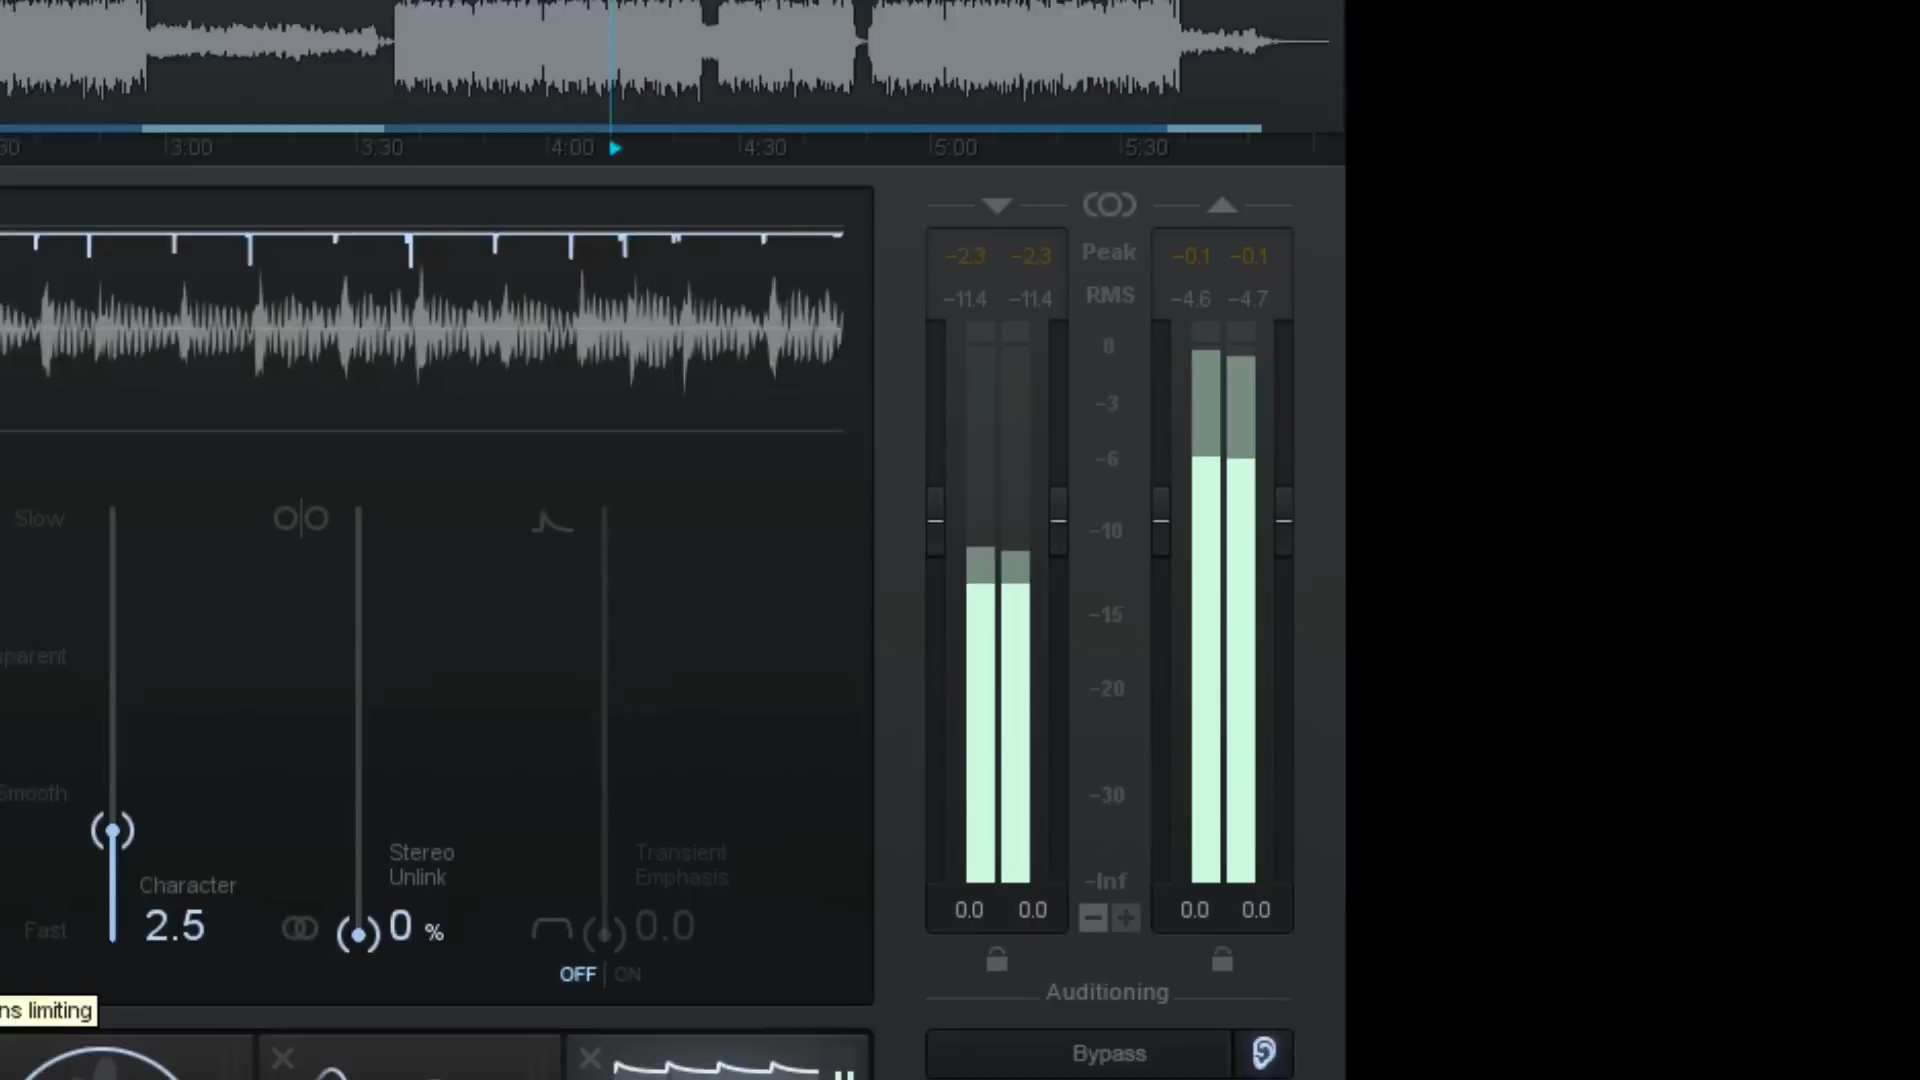 30 3:00 3:30 4:00 4:30 5:00 5:30
−2.3 −2.3 Peak −0.1 −0.1
−11.4 −11.4 RMS −4.6 −4.7
0
−3
−6
−10
−15
−20
−30
−Inf
0.0 0.0 − + 0.0 0.0
Slow
parent
Smooth
Fast
Character
2.5
Stereo
Unlink
0 %
Transient
Emphasis
0.0
OFF | ON
ns limiting
Auditioning
Bypass